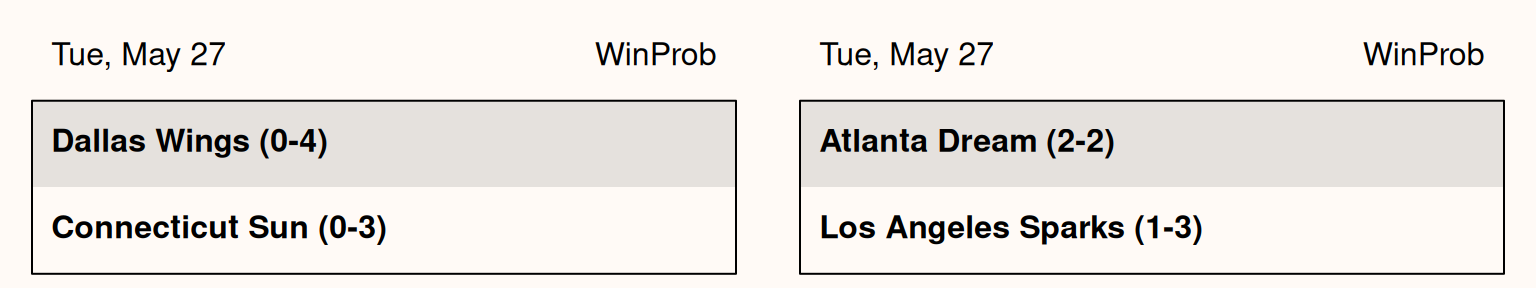 Tue, May 27 WinProb
Dallas Wings (0-4)
Connecticut Sun (0-3)
Tue, May 27 WinProb
Atlanta Dream (2-2)
Los Angeles Sparks (1-3)